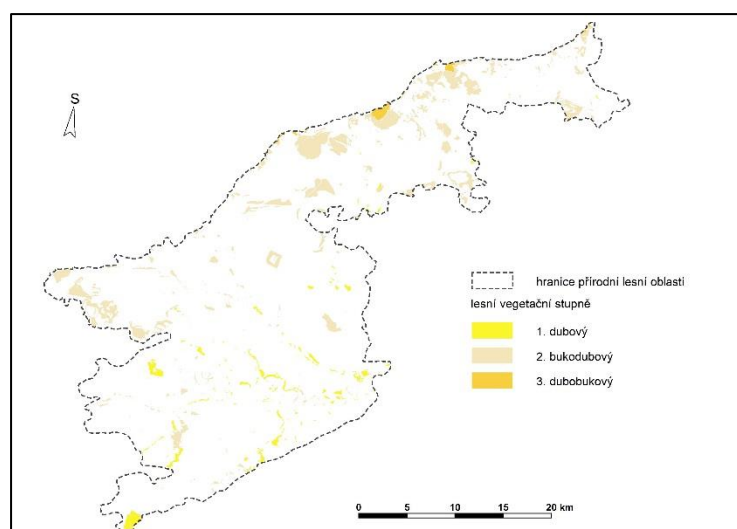 S
hranice přírodní lesní oblasti
lesní vegetační stupně
1. dubový
2. bukodubový
3. dubobukový
0 5 10 15 20 km